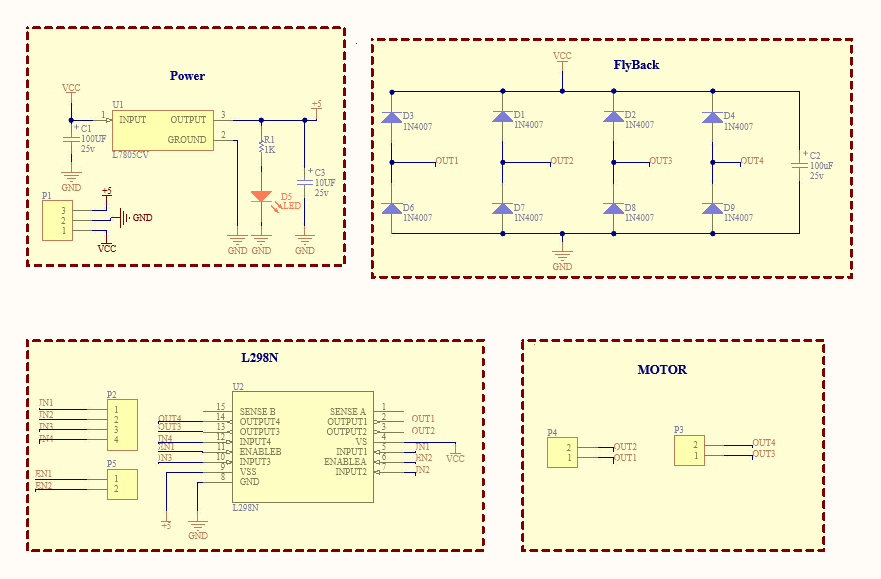 Power
VCC
U1
1 INPUT OUTPUT 3
GROUND 2
L7805CV
C1
100UF
25v
GND
+5
R1
1K
C3
10UF
25v
D5
LED
GND
GND
GND
P1
3
2
1
+5
GND
VCC
FlyBack
VCC
D3
1N4007
D1
1N4007
D2
1N4007
D4
1N4007
OUT1
OUT2
OUT3
OUT4
C2
100uF
25v
D6
1N4007
D7
1N4007
D8
1N4007
D9
1N4007
GND
L298N
P2
IN1 1
IN2 2
IN3 3
IN4 4
P5
EN1 1
EN2 2
U2
15 SENSE B SENSE A 1
OUT4 14 OUTPUT4 OUTPUT1 2 OUT1
OUT3 13 OUTPUT3 OUTPUT2 3 OUT2
IN4 12 INPUT4 VS 4
EN1 11 ENABLEB INPUT1 5 IN1
IN3 10 INPUT3 ENABLEA 6 EN2
9 VSS INPUT2 7 IN2
8 GND
L298N
VCC
+5
GND
MOTOR
P4
2 OUT2
1 OUT1
P3
2 OUT4
1 OUT3